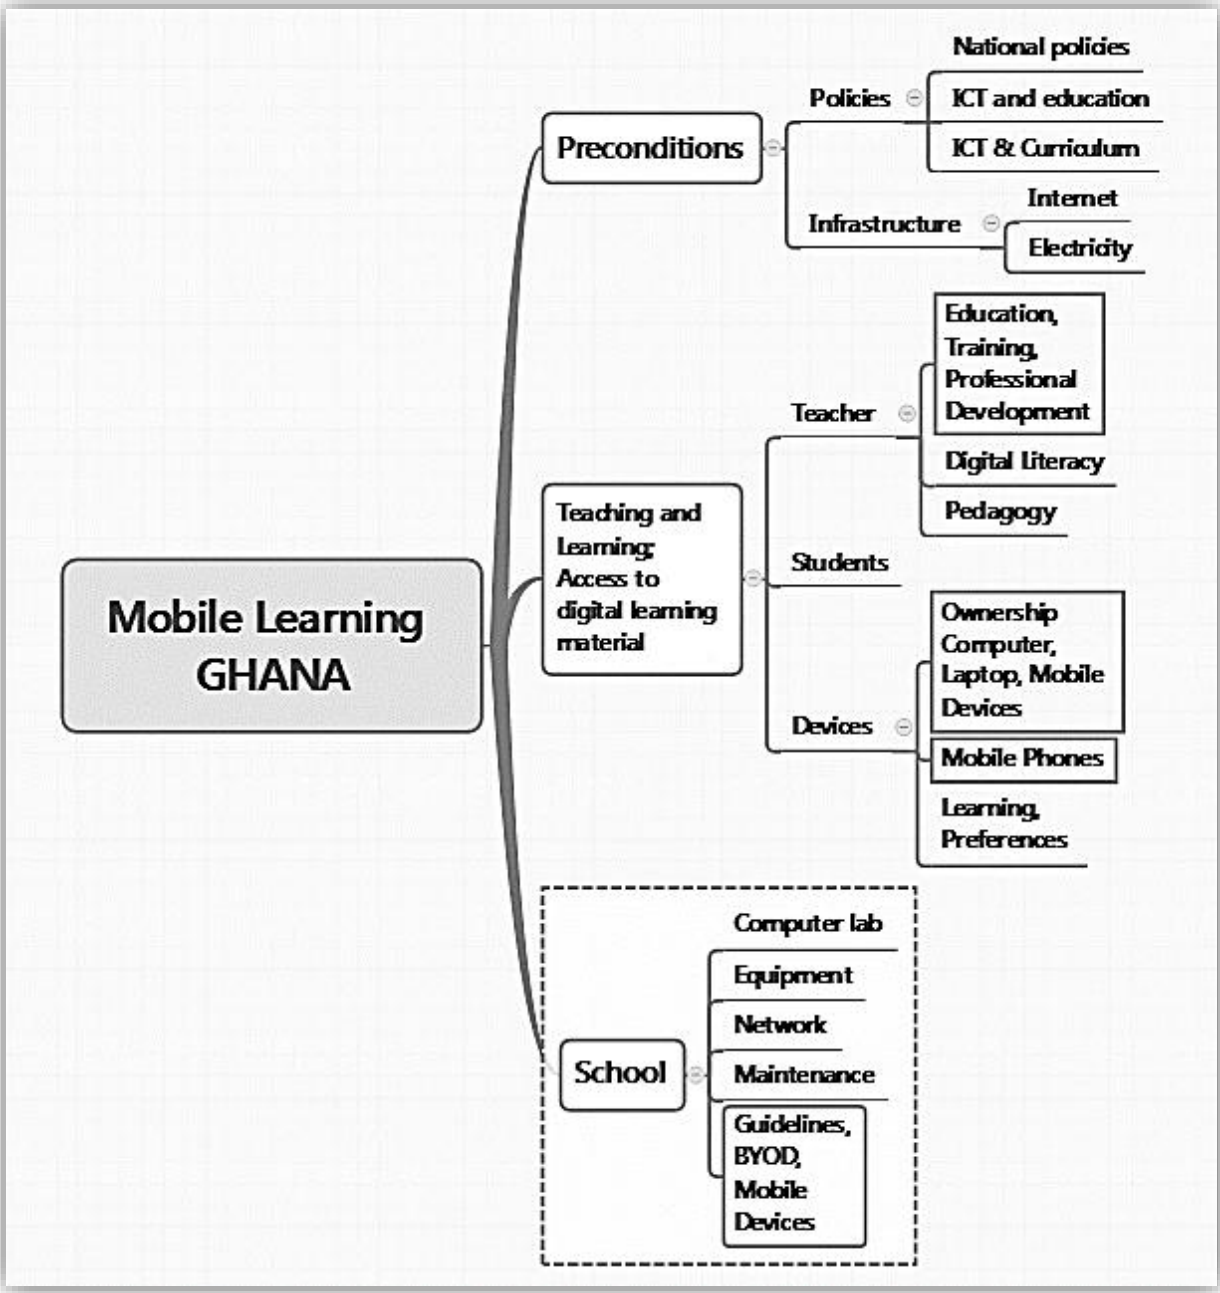 Mobile Learning
GHANA
Preconditions
Policies
National policies
ICT and education
ICT & Curriculum
Infrastructure
Internet
Electricity
Teaching and
Learning;
Access to
digital learning
material
Teacher
Education,
Training,
Professional
Development
Digital Literacy
Pedagogy
Students
Devices
Ownership
Computer,
Laptop, Mobile
Devices
Mobile Phones
Learning,
Preferences
School
Computer lab
Equipment
Network
Maintenance
Guidelines,
BYOD,
Mobile
Devices